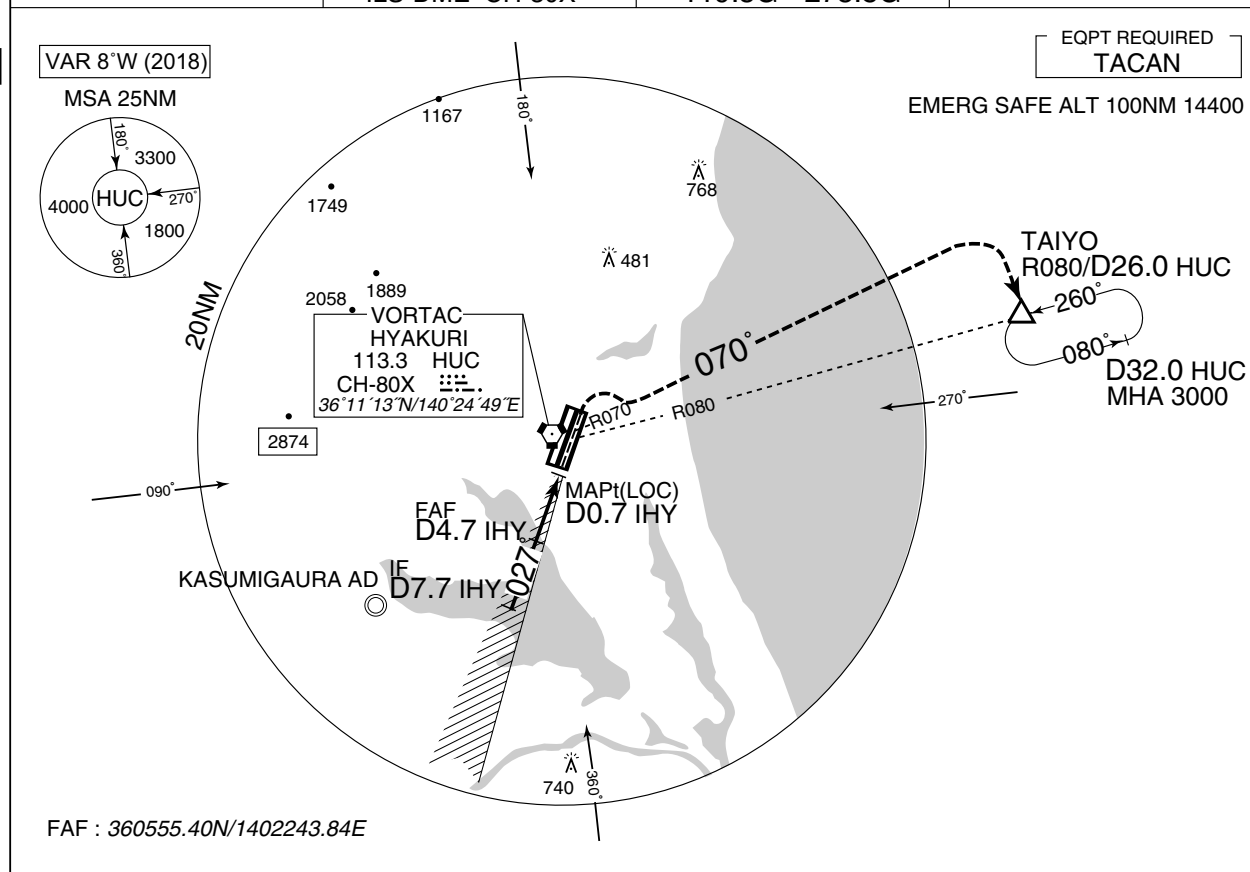 VAR 8°W (2018)
MSA 25NM
180°
3300
HUC
4000
270°
1800
360°
EQPT REQUIRED
TACAN
EMERG SAFE ALT 100NM 14400
180°
1167
768
1749
481
1889
2058
20NM
VORTAC
HYAKURI
113.3 HUC
CH-80X
36°11´13˝N/140°24´49˝E
TAIYO
R080/D26.0 HUC
260°
080°
D32.0 HUC
MHA 3000
070°
R070
R080
270°
2874
090°
MAPt(LOC)
D0.7 IHY
FAF
D4.7 IHY
027°
KASUMIGAURA AD
IF
D7.7 IHY
740
360°
FAF : 360555.40N/1402243.84E